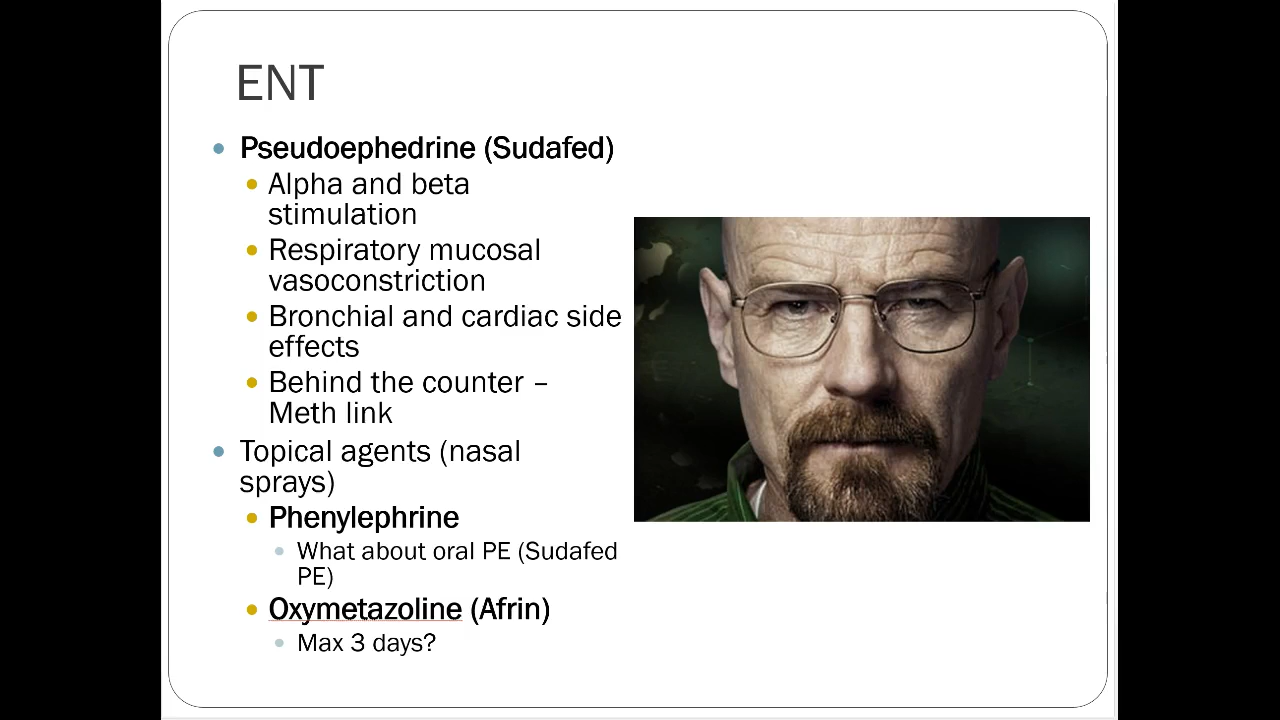 ENT
Pseudoephedrine (Sudafed)
Alpha and beta
stimulation
Respiratory mucosal
vasoconstriction
Bronchial and cardiac side
effects
Behind the counter –
Meth link
Topical agents (nasal
sprays)
Phenylephrine
What about oral PE (Sudafed
PE)
Oxymetazoline (Afrin)
Max 3 days?